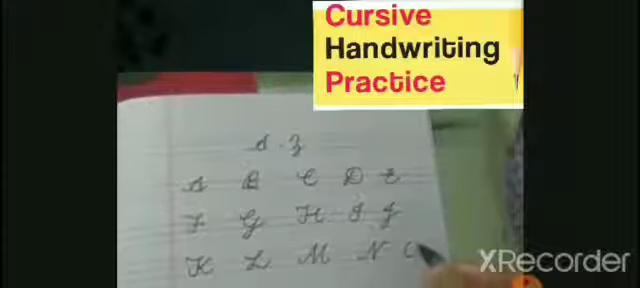 Cursive
Handwriting
Practice
A - Z
A B C D E
F G H I J
K L M N O
XRecorder